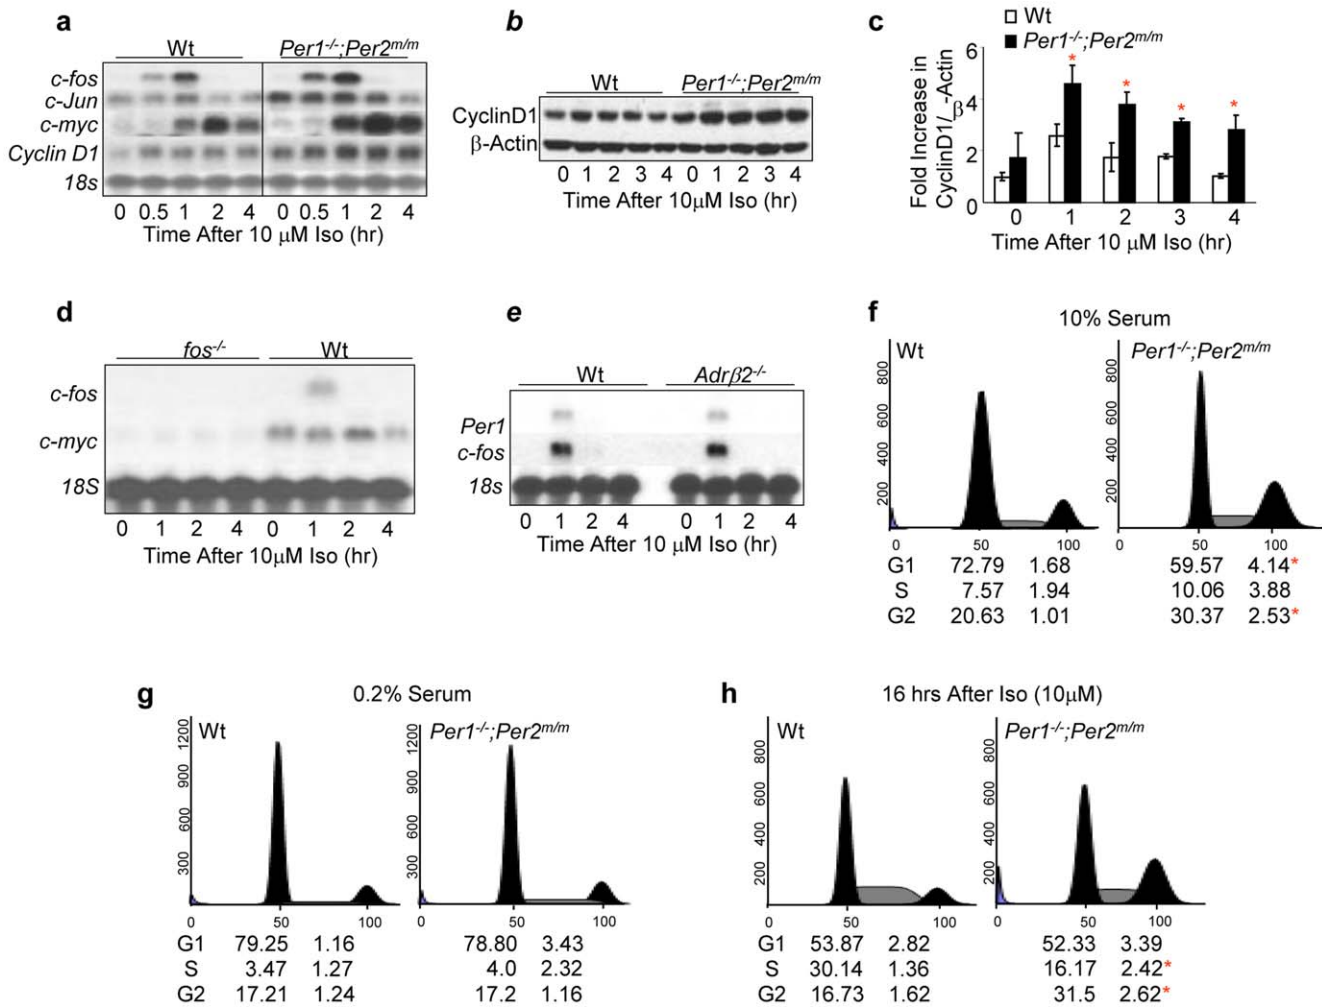 a
Wt Per1-/-;Per2m/m
c-fos
c-Jun
c-myc
Cyclin D1
18s
0 0.5 1 2 4 0 0.5 1 2 4
Time After 10 µM Iso (hr)
b
Wt Per1-/-;Per2m/m
CyclinD1
β-Actin
0 1 2 3 4 0 1 2 3 4
Time After 10µM Iso (hr)
c
Wt
Per1-/-;Per2m/m
Fold Increase in
CyclinD1/β-Actin
6
4
2
0
* * * *
0 1 2 3 4
Time After 10 µM Iso (hr)
d
fos-/- Wt
c-fos
c-myc
18S
0 1 2 4 0 1 2 4
Time After 10µM Iso (hr)
e
Wt Adrβ2-/-
Per1
c-fos
18s
0 1 2 4 0 1 2 4
Time After 10 µM Iso (hr)
f
10% Serum
Wt Per1-/-;Per2m/m
800 800
600 600
400 400
200 200
0 50 100 0 50 100
G1 72.79 1.68 59.57 4.14*
S 7.57 1.94 10.06 3.88
G2 20.63 1.01 30.37 2.53*
g
0.2% Serum
Wt Per1-/-;Per2m/m
1200 1200
900 900
600 600
300 300
0 50 100 0 50 100
G1 79.25 1.16 78.80 3.43
S 3.47 1.27 4.0 2.32
G2 17.21 1.24 17.2 1.16
h
16 hrs After Iso (10µM)
Wt Per1-/-;Per2m/m
800 800
600 600
400 400
200 200
0 50 100 0 50 100
G1 53.87 2.82 52.33 3.39
S 30.14 1.36 16.17 2.42*
G2 16.73 1.62 31.5 2.62*